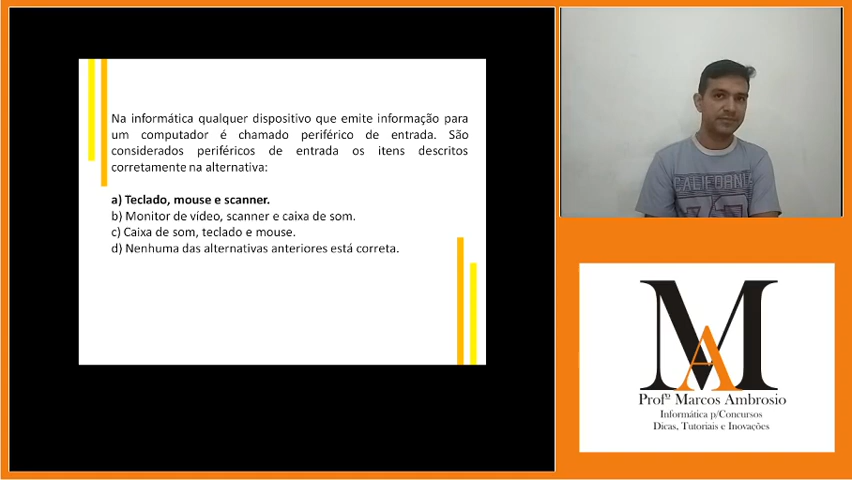 Na informática qualquer dispositivo que emite informação para
um computador é chamado periférico de entrada. São
considerados periféricos de entrada os itens descritos
corretamente na alternativa:
a) Teclado, mouse e scanner.
b) Monitor de vídeo, scanner e caixa de som.
c) Caixa de som, teclado e mouse.
d) Nenhuma das alternativas anteriores está correta.
CALIFORNIA
MA
Profº Marcos Ambrosio
Informática p/Concursos
Dicas, Tutoriais e Inovações